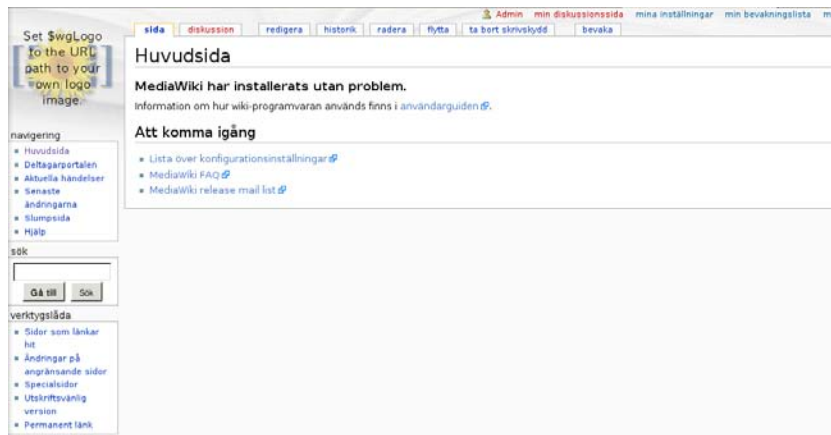 Admin min diskussionssida mina inställningar min bevakningslista
sida diskussion redigera historik radera flytta ta bort skrivskydd bevaka
Set $wgLogo
to the URL
path to your
own logo
image.
Huvudsida
MediaWiki har installerats utan problem.
Information om hur wiki-programvaran används finns i användarguiden.
Att komma igång
Lista över konfigurationsinställningar
MediaWiki FAQ
MediaWiki release mail list
navigering
Huvudsida
Deltagarportalen
Aktuella händelser
Senaste
ändringarna
Slumpsida
Hjälp
sök
Gå till Sök
verktygslåda
Sidor som länkar
hit
Ändringar på
angränsande sidor
Specialsidor
Utskriftsvänlig
version
Permanent länk